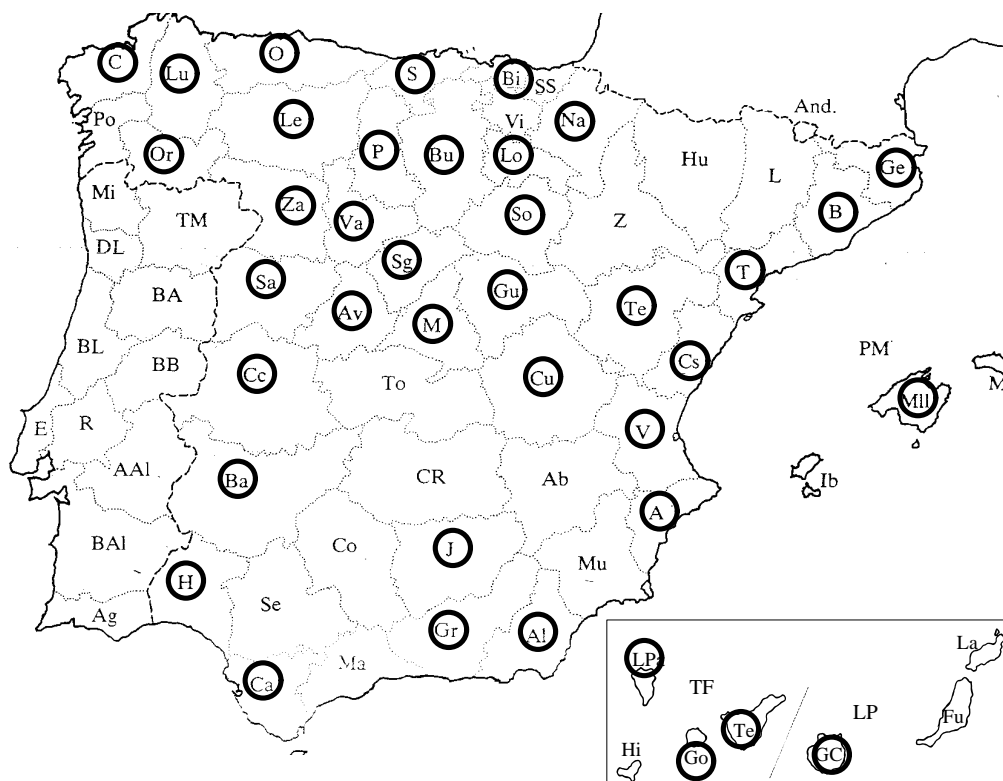 O
C
Lu
S
Bi
SS
And.
Po
Le
Vi
Na
Or
P
Bu
Lo
Hu
L
Ge
Mi
TM
Za
Va
So
Z
B
DL
Sg
T
BA
Sa
Av
M
Gu
Te
BL
BB
Cc
To
Cu
Cs
PM
M
Mll
E
R
V
AAl
Ba
CR
Ab
Ib
A
BAl
Co
J
Mu
H
Ag
Se
Gr
Al
Ma
Ca
LPa
La
TF
LP
Fu
Te
Hi
Go
GC